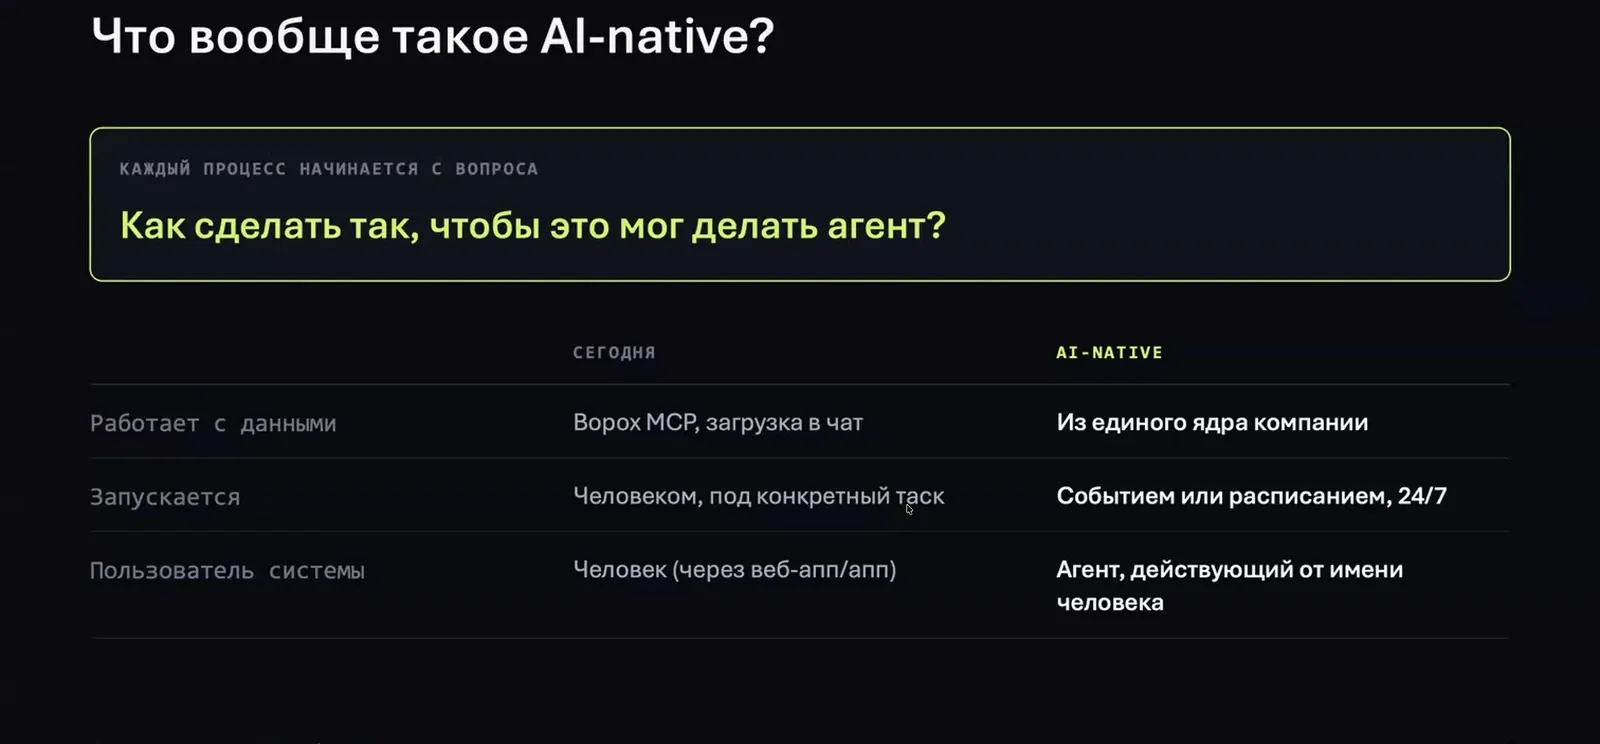 Что вообще такое AI-native?
КАЖДЫЙ ПРОЦЕСС НАЧИНАЕТСЯ С ВОПРОСА
Как сделать так, чтобы это мог делать агент?
СЕГОДНЯ
AI-NATIVE
Работает с данными
Ворох MCP, загрузка в чат
Из единого ядра компании
Запускается
Человеком, под конкретный таск
Событием или расписанием, 24/7
Пользователь системы
Человек (через веб-апп/апп)
Агент, действующий от имени
человека